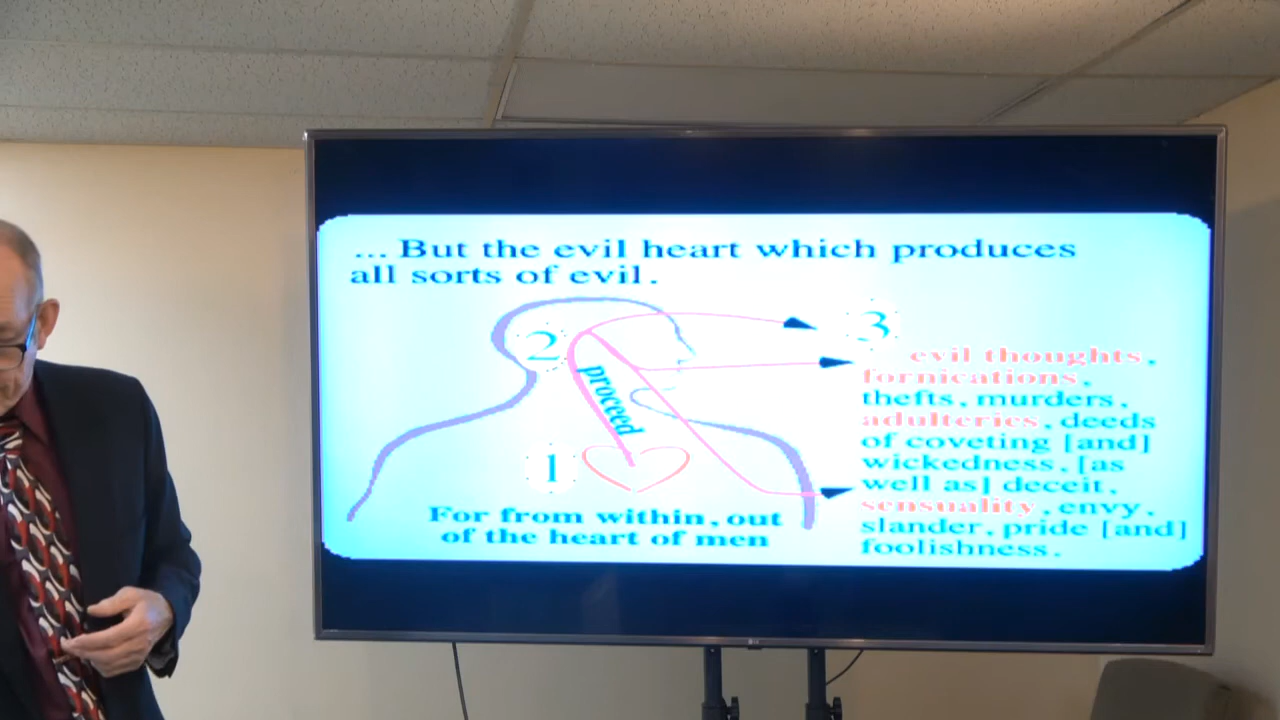 ... But the evil heart which produces
all sorts of evil.
3
evil thoughts,
fornications,
thefts, murders,
adulteries, deeds
of coveting [and]
wickedness, [as
well as] deceit,
sensuality, envy,
slander, pride [and]
foolishness.
2
proceed
1
For from within, out
of the heart of men
LG